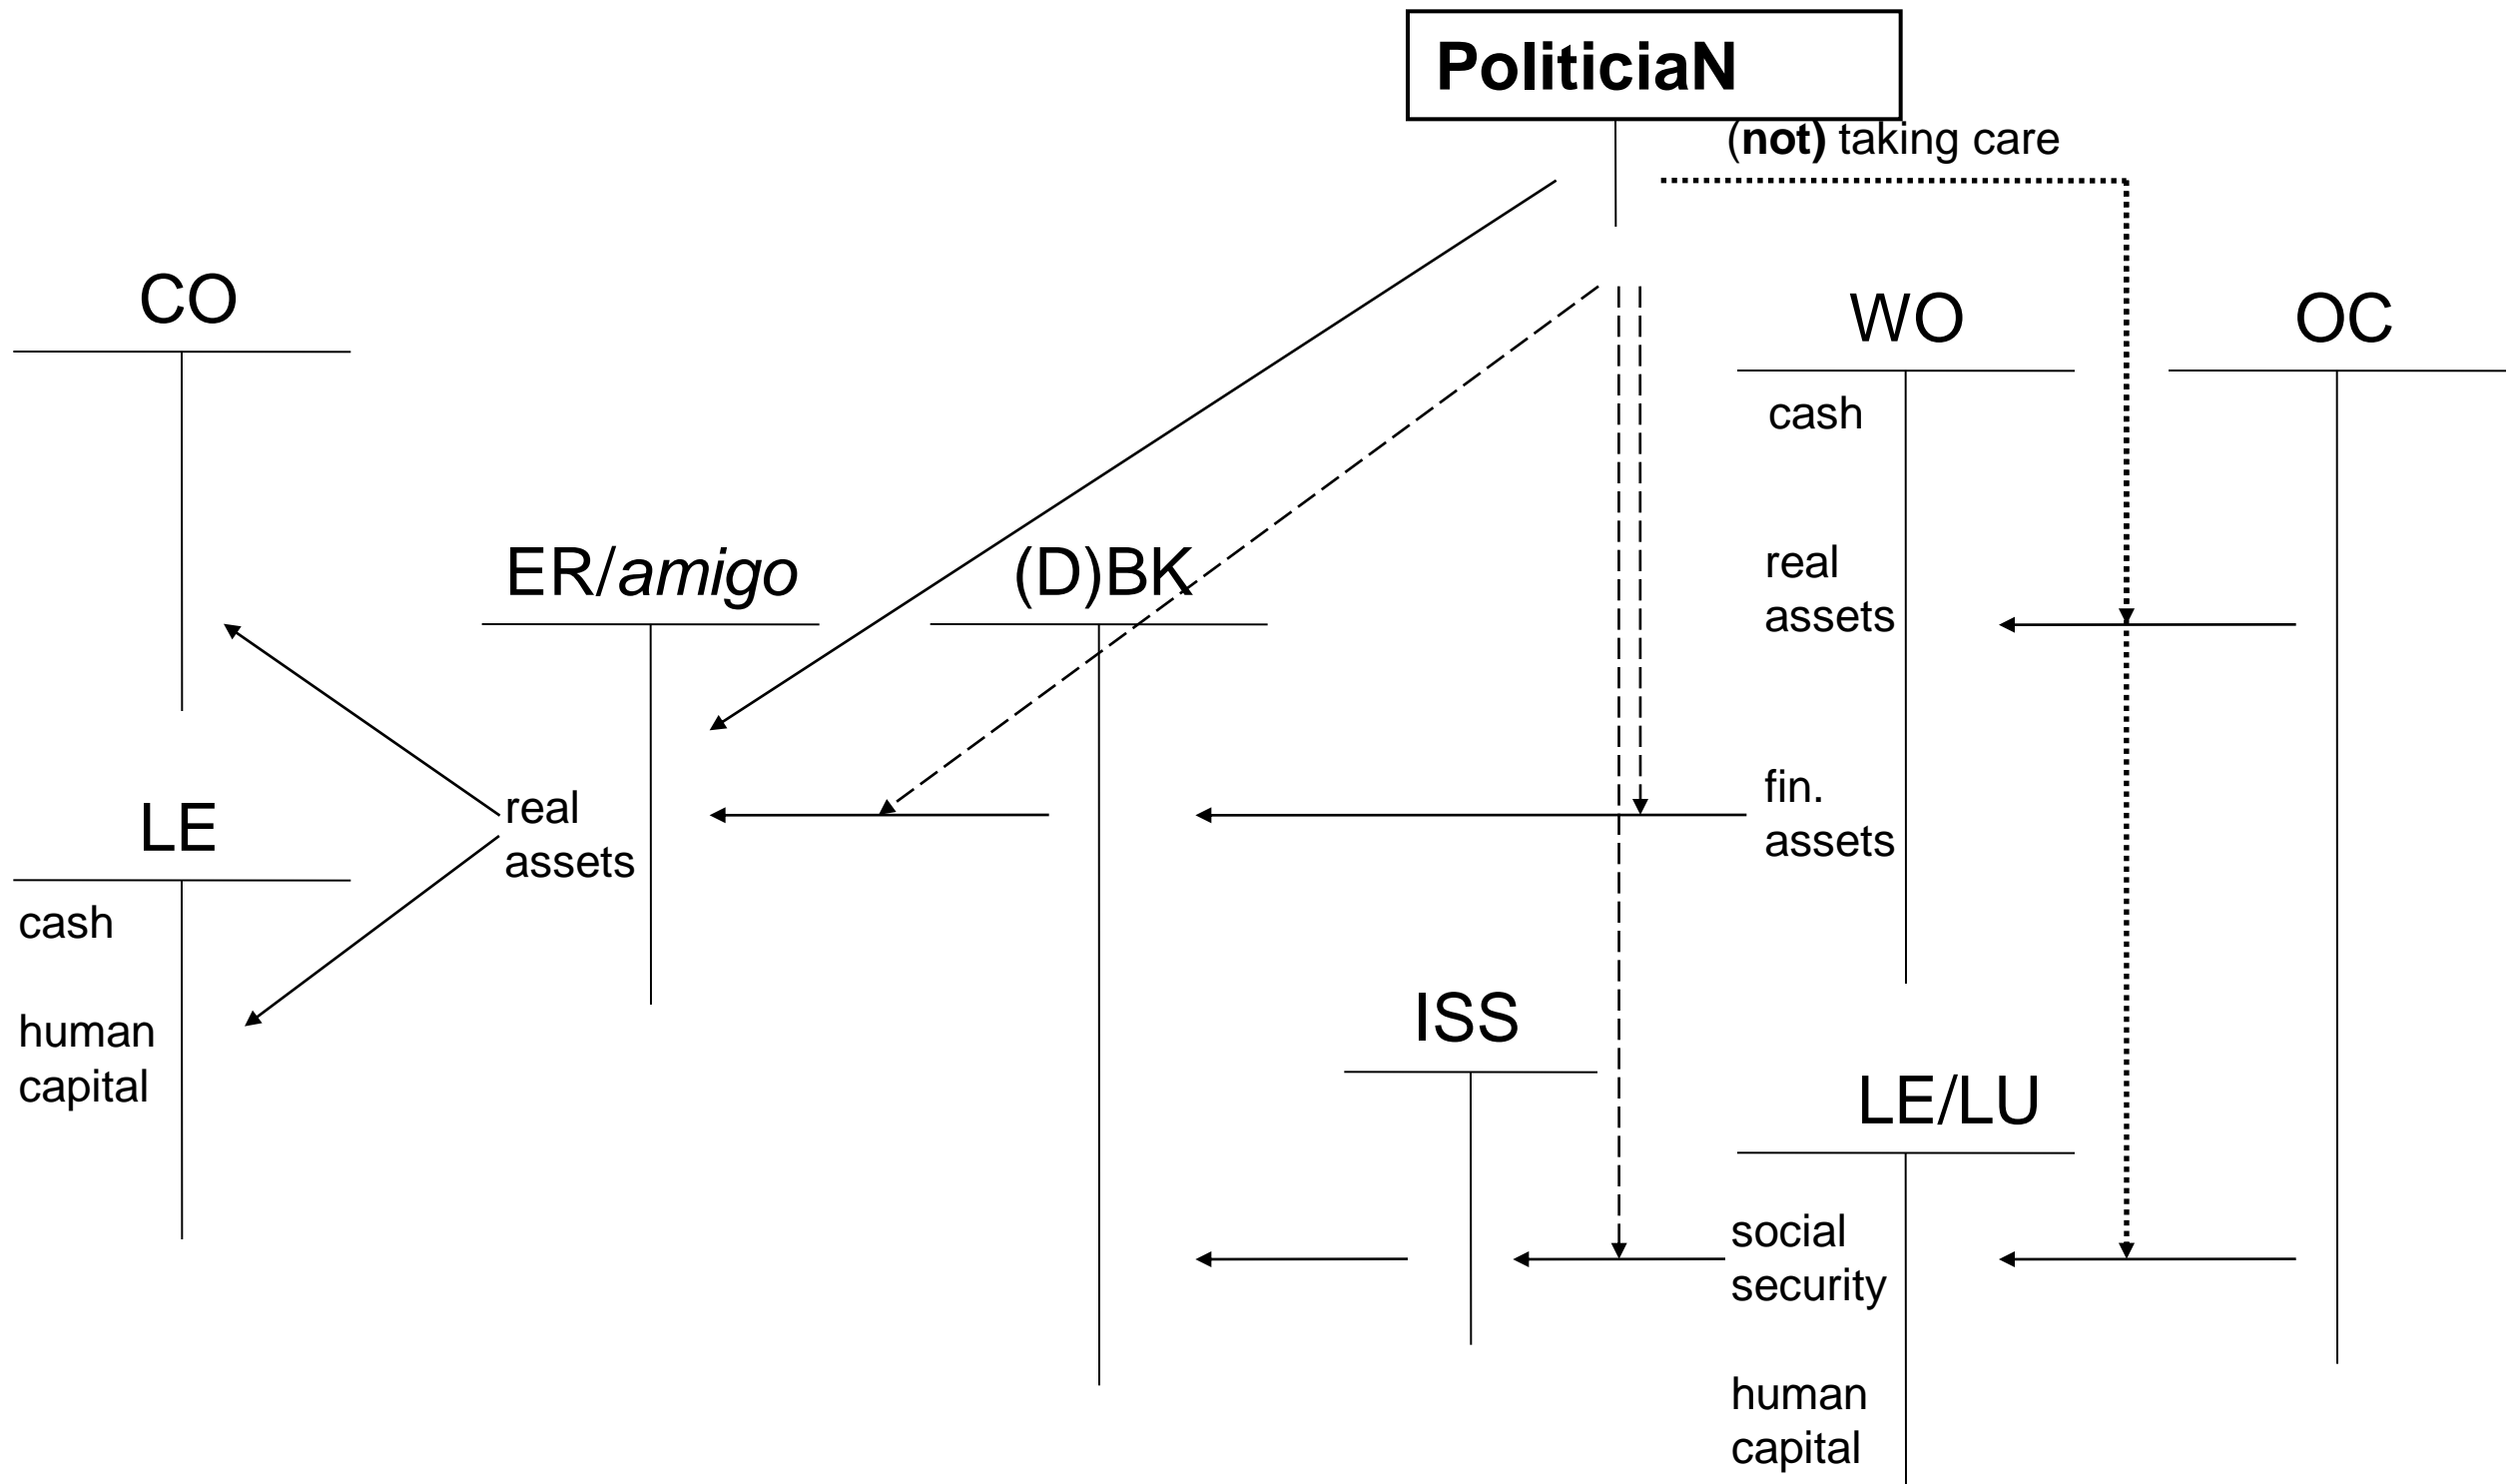 PoliticiaN
(not) taking care
CO
WO
OC
cash
ER/amigo
(D)BK
real
assets
real
assets
fin.
assets
LE
cash
human
capital
ISS
LE/LU
social
security
human
capital